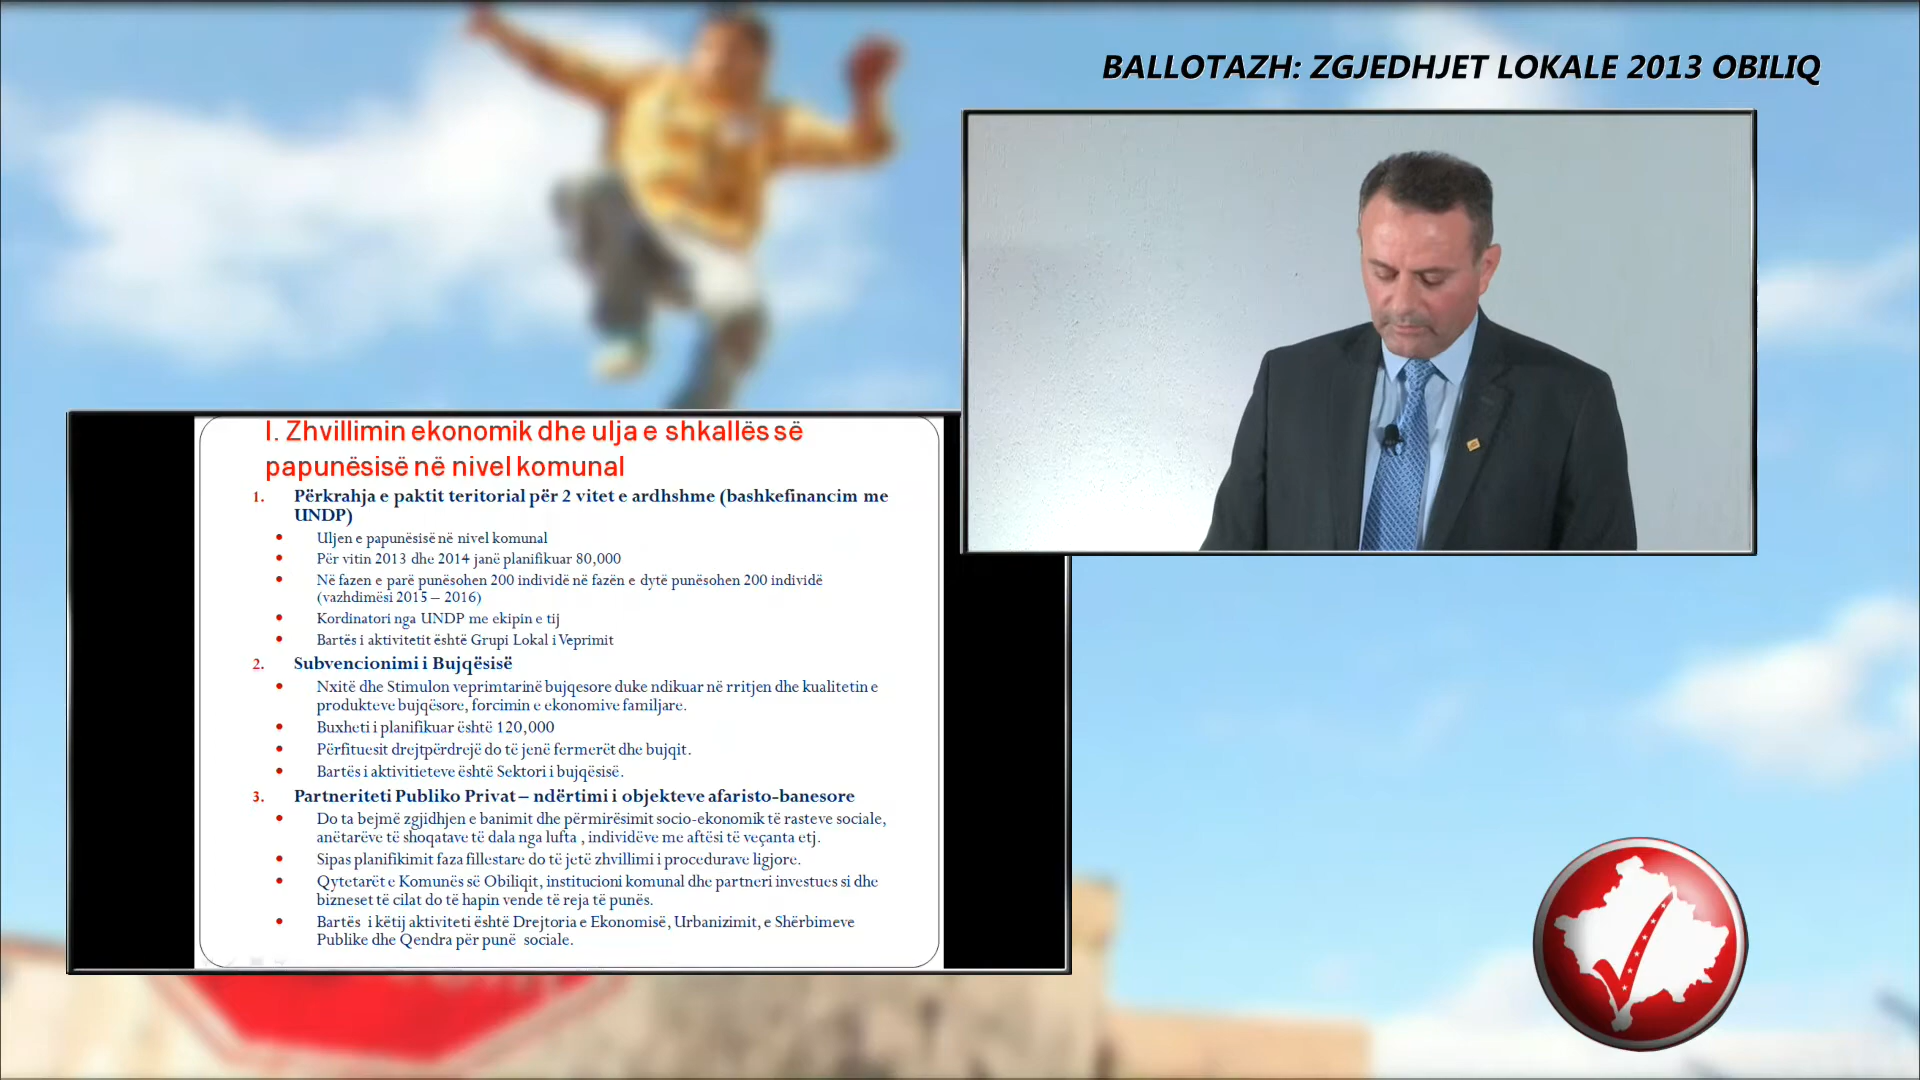 BALLOTAZH: ZGJEDHJET LOKALE 2013 OBILIQ
I. Zhvillimin ekonomik dhe ulja e shkallës së
papunësisë në nivel komunal
1. Përkrahja e paktit teritorial për 2 vitet e ardhshme (bashkefinancim me
UNDP)
• Uljen e papunësisë në nivel komunal
• Për vitin 2013 dhe 2014 janë planifikuar 80,000
• Në fazen e parë punësohen 200 individë në fazën e dytë punësohen 200 individë
(vazhdimësi 2015 – 2016)
• Kordinatori nga UNDP me ekipin e tij
• Bartës i aktivitetit është Grupi Lokal i Veprimit
2. Subvencionimi i Bujqësisë
• Nxitë dhe Stimulon veprimtarinë bujqesore duke ndikuar në rritjen dhe kualitetin e
produkteve bujqësore, forcimin e ekonomive familjare.
• Buxheti i planifikuar është 120,000
• Përfituesit drejtpërdrejë do të jenë fermerët dhe bujqit.
• Bartës i aktivitieteve është Sektori i bujqësisë.
3. Partneriteti Publiko Privat – ndërtimi i objekteve afaristo-banesore
• Do ta bejmë zgjidhjen e banimit dhe përmirësimit socio-ekonomik të rasteve sociale,
anëtarëve të shoqatave të dala nga lufta , individëve me aftësi të veçanta etj.
• Sipas planifikimit faza fillestare do të jetë zhvillimi i procedurave ligjore.
• Qytetarët e Komunës së Obiliqit, institucioni komunal dhe partneri investues si dhe
bizneset të cilat do të hapin vende të reja të punës.
• Bartës i këtij aktiviteti është Drejtoria e Ekonomisë, Urbanizimit, e Shërbimeve
Publike dhe Qendra për punë sociale.